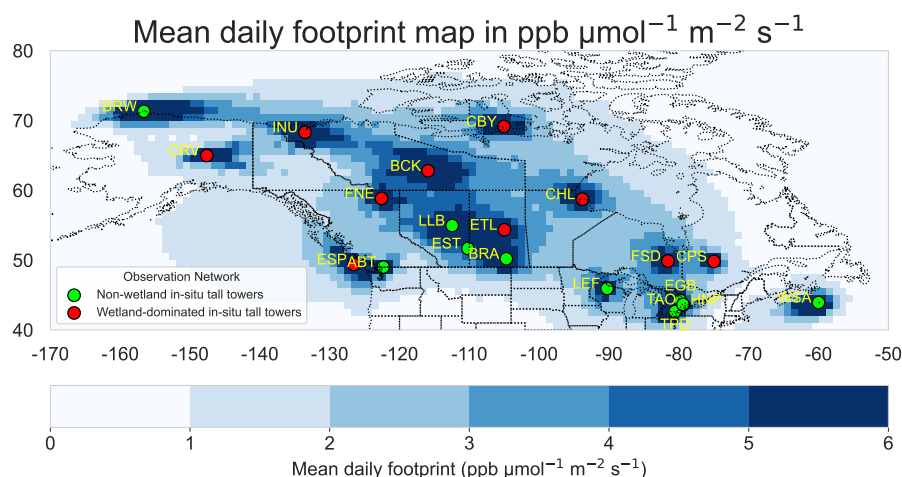 Mean daily footprint map in ppb µmol⁻¹ m⁻² s⁻¹
80
70
60
50
40
BRW
CRV
INU
CBY
BCK
FNE
CHL
LLB
ETL
EST
BRA
ESP
ABT
FSD
CPS
LEF
EGB
TAO
HNP
TPD
WSA
Observation Network
Non-wetland in-situ tall towers
Wetland-dominated in-situ tall towers
-170 -160 -150 -140 -130 -120 -110 -100 -90 -80 -70 -60 -50
0 1 2 3 4 5 6
Mean daily footprint (ppb µmol⁻¹ m⁻² s⁻¹)